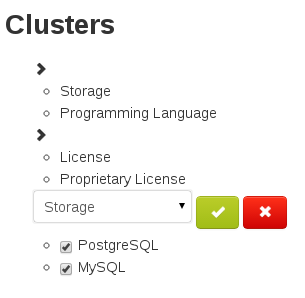 Clusters
Storage
Programming Language
License
Proprietary License
Storage
PostgreSQL
MySQL